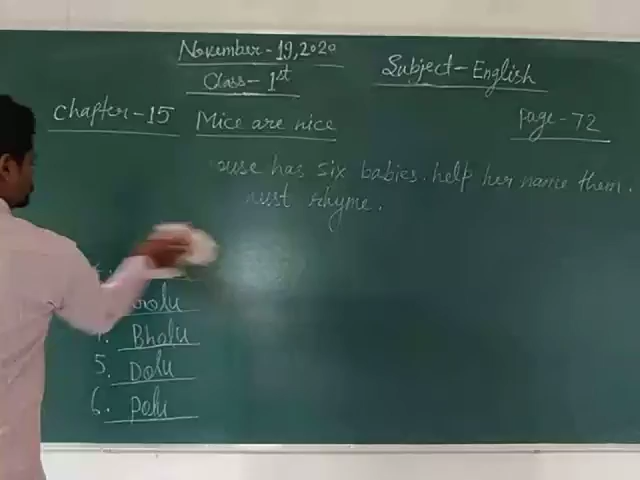 November-19,2020
Class-1st
Subject-English
Chapter-15 Mice are nice page-72
ouse has six babies. help her name them.
must rhyme.
olu
4. Bholu
5. Dolu
6. Polu